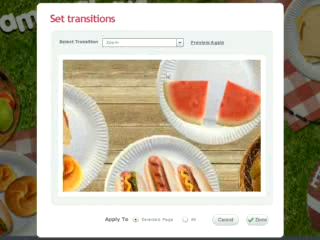 Set transitions
Select Transition
Zoom
Preview Again
Apply To
Selected Page
All
Cancel
Done